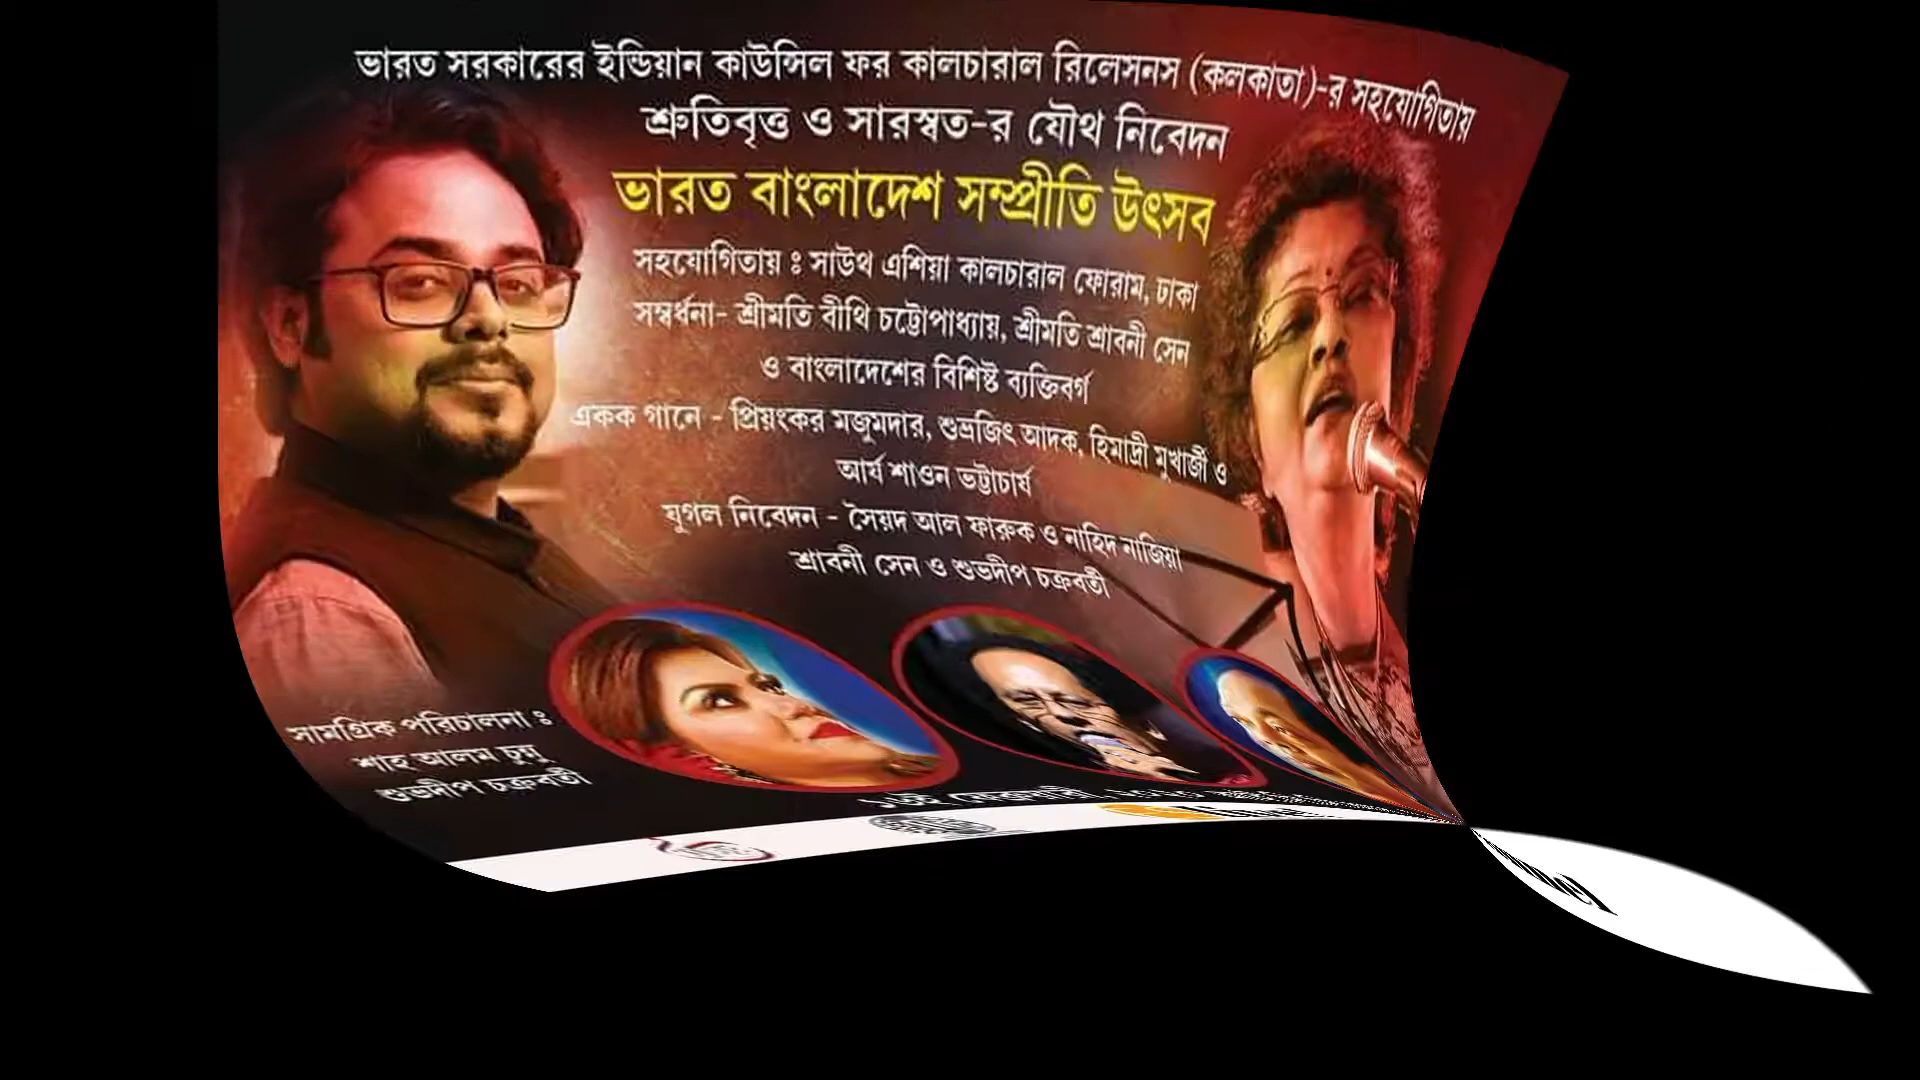 ভারত সরকারের ইন্ডিয়ান কাউন্সিল ফর কালচারাল রিলেসনস (কলকাতা)-র সহযোগিতায়
শ্রুতিবৃত্ত ও সারস্বত-র যৌথ নিবেদন
ভারত বাংলাদেশ সম্প্রীতি উৎসব
সহযোগিতায় ঃ সাউথ এশিয়া কালচারাল ফোরাম, ঢাকা
সম্বর্ধনা- শ্রীমতি বীথি চট্টোপাধ্যায়, শ্রীমতি শ্রাবনী সেন
ও বাংলাদেশের বিশিষ্ট ব্যক্তিবর্গ
একক গানে - প্রিয়ংকর মজুমদার, শুভ্রজিৎ আদক, হিমাদ্রী মুখার্জী ও
আর্য শাওন ভট্টাচার্য
যুগল নিবেদন - সৈয়দ আল ফারুক ও নাহিদ নাজিয়া
শ্রাবনী সেন ও শুভদীপ চক্রবর্তী
সামগ্রিক পরিচালনা ঃ
শাহ আলম চুন্নু
শুভদীপ চক্রবর্তী